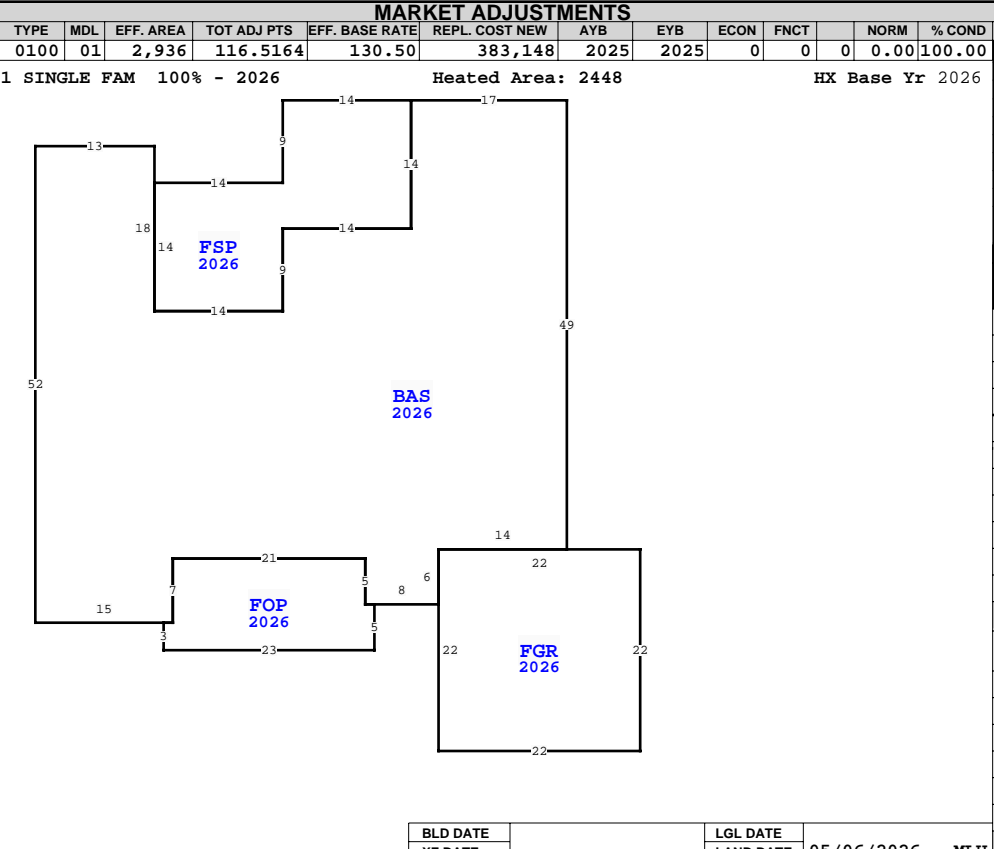 MARKET ADJUSTMENTS
TYPE MDL EFF. AREA TOT ADJ PTS EFF. BASE RATE REPL. COST NEW AYB EYB ECON FNCT NORM % COND
0100 01 2,936 116.5164 130.50 383,148 2025 2025 0 0 0 0.00 100.00
1 SINGLE FAM 100% - 2026 Heated Area: 2448 HX Base Yr 2026
14 17
9
13
14
14
18
14 FSP
2026
14
9
14
49
52
BAS
2026
14
21 22
6
5
7 8
FOP
2026
15
5
3
23
22 FGR 22
2026
22
BLD DATE LGL DATE
05/06/2026